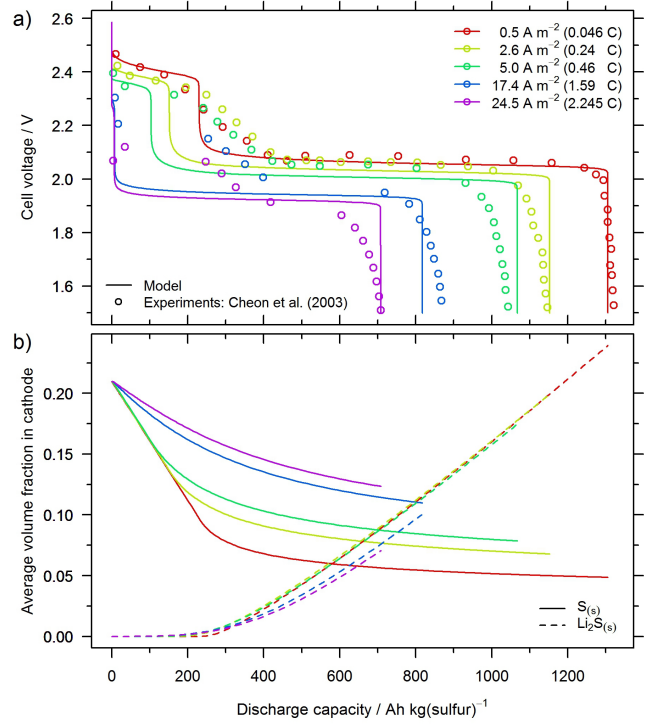 a)
2.6
2.4
2.2
2.0
1.8
1.6
Cell voltage / V
0.5 A m⁻² (0.046 C)
2.6 A m⁻² (0.24 C)
5.0 A m⁻² (0.46 C)
17.4 A m⁻² (1.59 C)
24.5 A m⁻² (2.245 C)
Model
Experiments: Cheon et al. (2003)
b)
0.20
0.15
0.10
0.05
0.00
Average volume fraction in cathode
S(s)
Li₂S(s)
0 200 400 600 800 1000 1200
Discharge capacity / Ah kg(sulfur)⁻¹